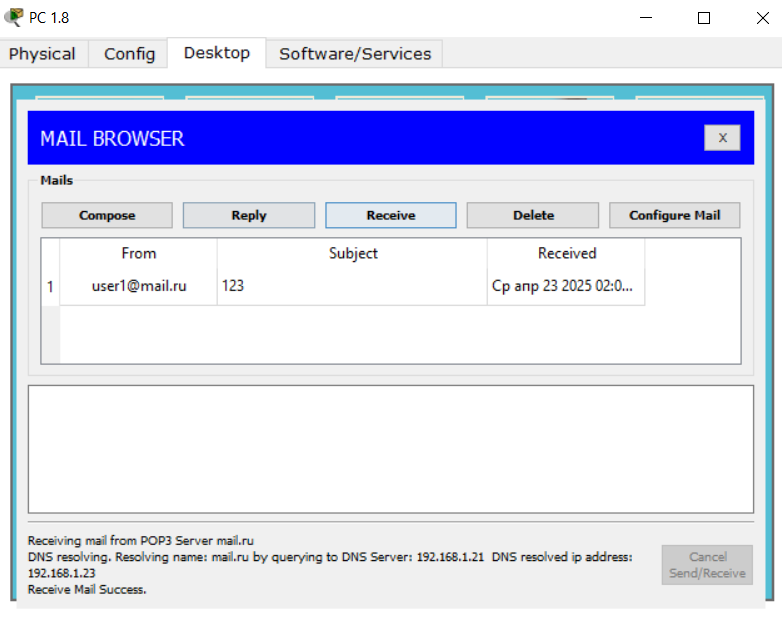 PC 1.8
Physical Config Desktop Software/Services
MAIL BROWSER X
Mails
Compose Reply Receive Delete Configure Mail
From Subject Received
1 user1@mail.ru 123 Ср апр 23 2025 02:0...
Receiving mail from POP3 Server mail.ru
DNS resolving. Resolving name: mail.ru by querying to DNS Server: 192.168.1.21 DNS resolved ip address:
192.168.1.23
Receive Mail Success.
Cancel
Send/Receive